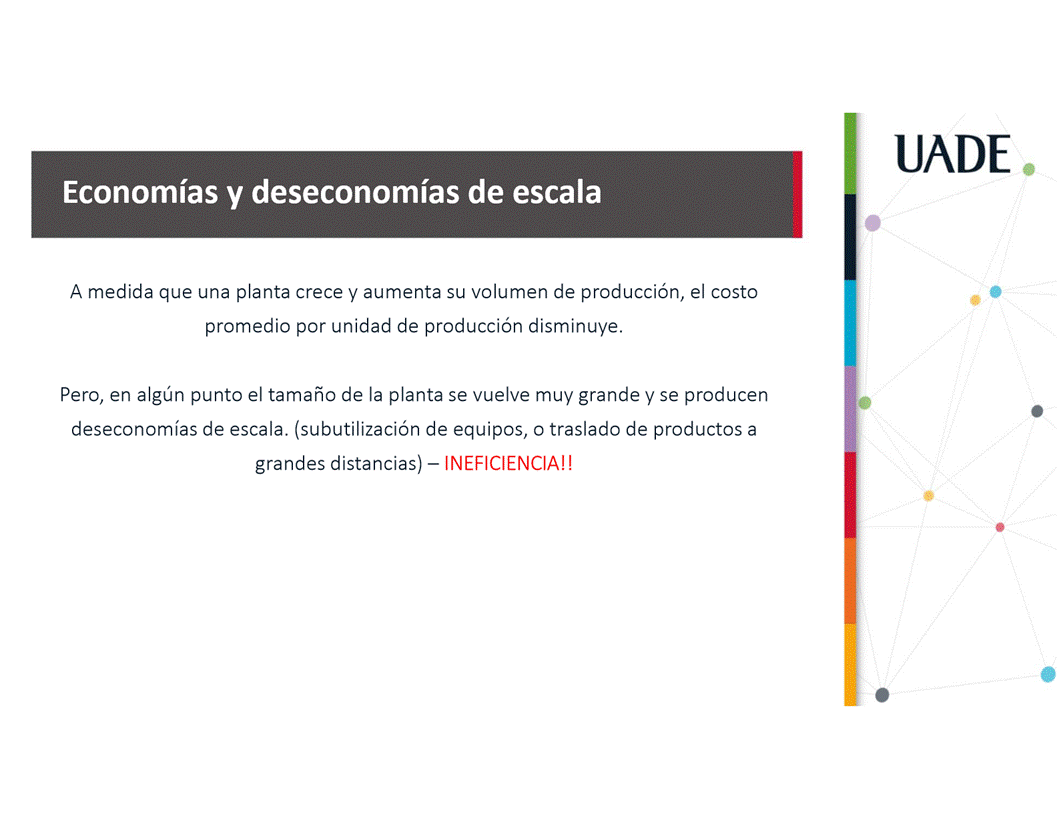 UADE
Economías y deseconomías de escala
A medida que una planta crece y aumenta su volumen de producción, el costo
promedio por unidad de producción disminuye.
Pero, en algún punto el tamaño de la planta se vuelve muy grande y se producen
deseconomías de escala. (subutilización de equipos, o traslado de productos a
grandes distancias) – INEFICIENCIA!!